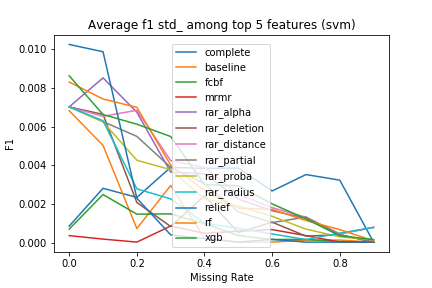 Average f1 std_ among top 5 features (svm)
F1
0.010
0.008
0.006
0.004
0.002
0.000
complete
baseline
fcbf
mrmr
rar_alpha
rar_deletion
rar_distance
rar_partial
rar_proba
rar_radius
relief
rf
xgb
0.0 0.2 0.4 0.6 0.8
Missing Rate